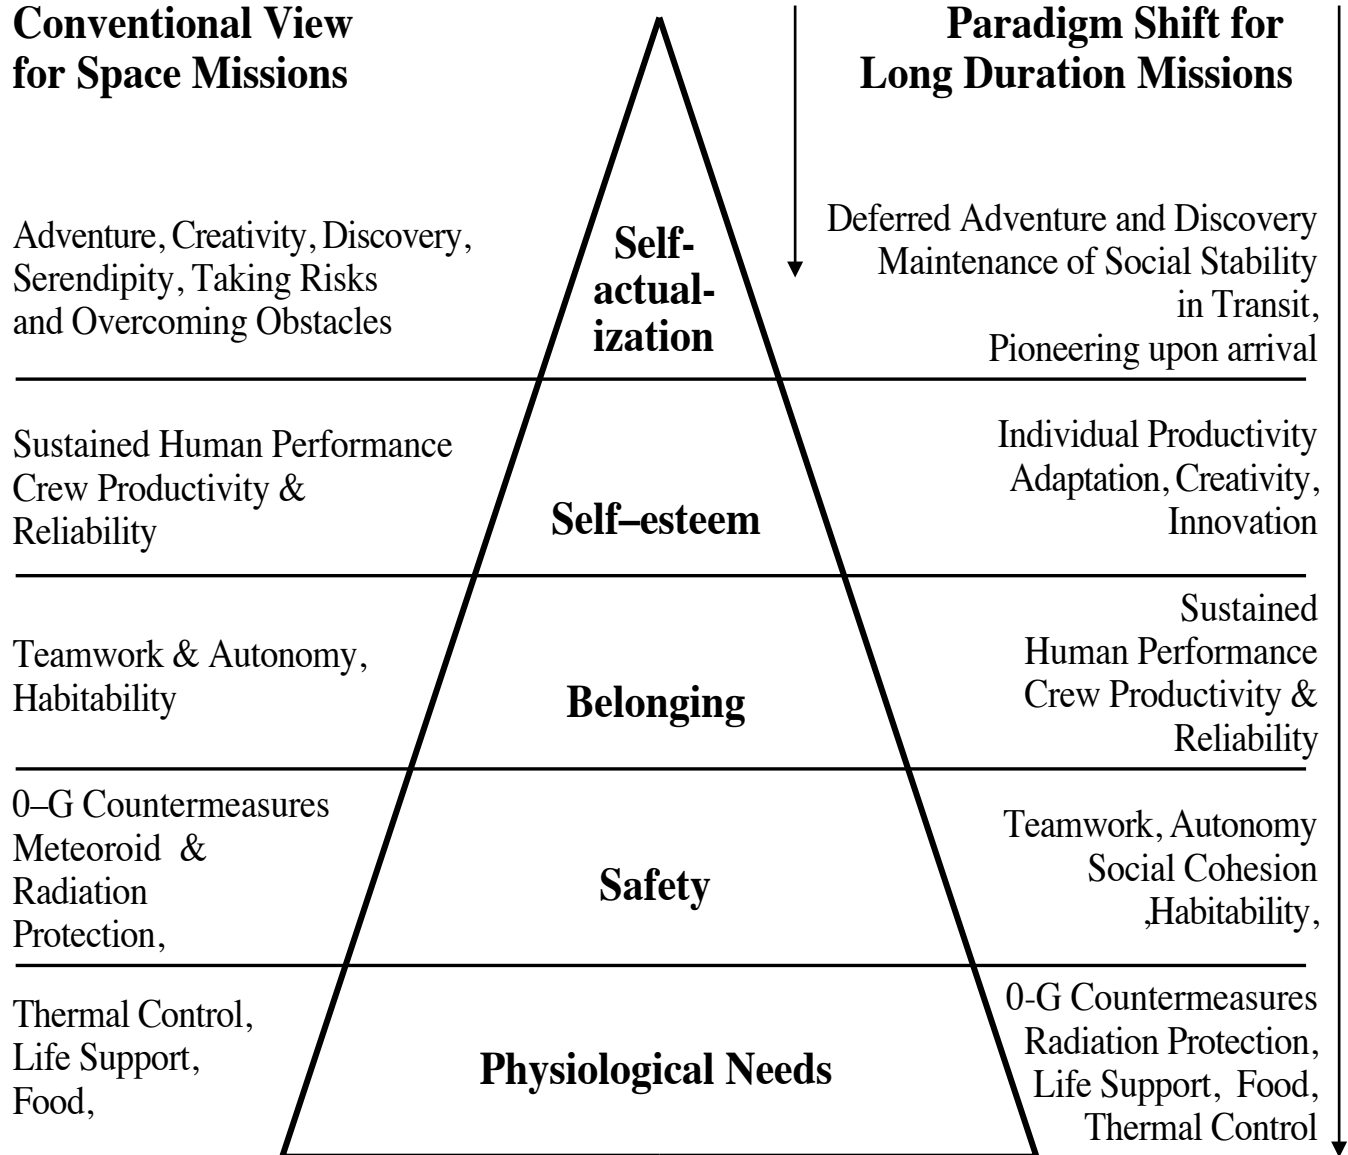 Conventional View
for Space Missions
Paradigm Shift for
Long Duration Missions
Adventure, Creativity, Discovery,
Serendipity, Taking Risks
and Overcoming Obstacles
Self-
actual-
ization
Deferred Adventure and Discovery
Maintenance of Social Stability
in Transit,
Pioneering upon arrival
Sustained Human Performance
Crew Productivity &
Reliability
Self–esteem
Individual Productivity
Adaptation, Creativity,
Innovation
Teamwork & Autonomy,
Habitability
Belonging
Sustained
Human Performance
Crew Productivity &
Reliability
0–G Countermeasures
Meteoroid &
Radiation
Protection,
Safety
Teamwork, Autonomy
Social Cohesion
,Habitability,
Thermal Control,
Life Support,
Food,
Physiological Needs
0-G Countermeasures
Radiation Protection,
Life Support, Food,
Thermal Control